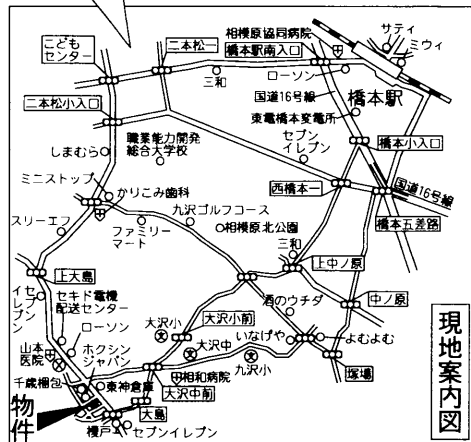 サティ
ミウィ
相模原協同病院
橋本駅南入口
二本松一
こども
センター
三和
ローソン
橋本駅
国道16号線
二本松小入口
東電橋本変電所
職業能力開発
総合大学校
セブン
イレブン
橋本小入口
しまむら
ミニストップ
かりこみ歯科
西橋本一
国道16号線
橋本五差路
九沢ゴルフコース
スリーエフ
ファミリー
マート
相模原北公園
三和
上中ノ原
上大島
セブン
イレブン
セキド電機
配送センター
酒のウチダ
中ノ原
大沢小
大沢小前
ローソン
山本
医院
ホクシン
ジャパン
大沢中
いなげや
よむよむ
千歳梱包
東神倉庫
相和病院
九沢小
塚場
大沢中前
物件
大島
榎戸
セブンイレブン
現地案内図